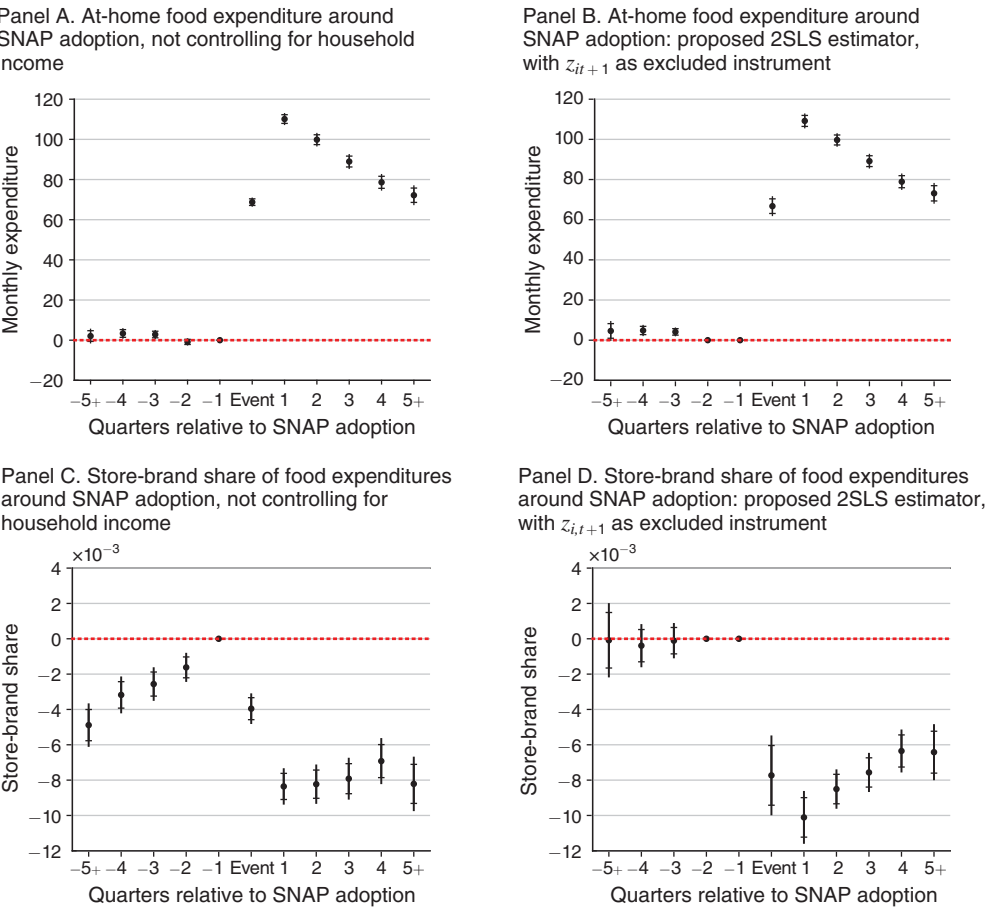 Panel A. At-home food expenditure around
SNAP adoption, not controlling for household
income
120
100
80
60
40
20
0
−20
Monthly expenditure
−5+ −4 −3 −2 −1 Event 1 2 3 4 5+
Quarters relative to SNAP adoption
Panel B. At-home food expenditure around
SNAP adoption: proposed 2SLS estimator,
with z_{it+1} as excluded instrument
120
100
80
60
40
20
0
−20
Monthly expenditure
−5+ −4 −3 −2 −1 Event 1 2 3 4 5+
Quarters relative to SNAP adoption
Panel C. Store-brand share of food expenditures
around SNAP adoption, not controlling for
household income
×10⁻³
4
2
0
−2
−4
−6
−8
−10
−12
Store-brand share
−5+ −4 −3 −2 −1 Event 1 2 3 4 5+
Quarters relative to SNAP adoption
Panel D. Store-brand share of food expenditures
around SNAP adoption: proposed 2SLS estimator,
with z_{i,t+1} as excluded instrument
×10⁻³
4
2
0
−2
−4
−6
−8
−10
−12
Store-brand share
−5+ −4 −3 −2 −1 Event 1 2 3 4 5+
Quarters relative to SNAP adoption